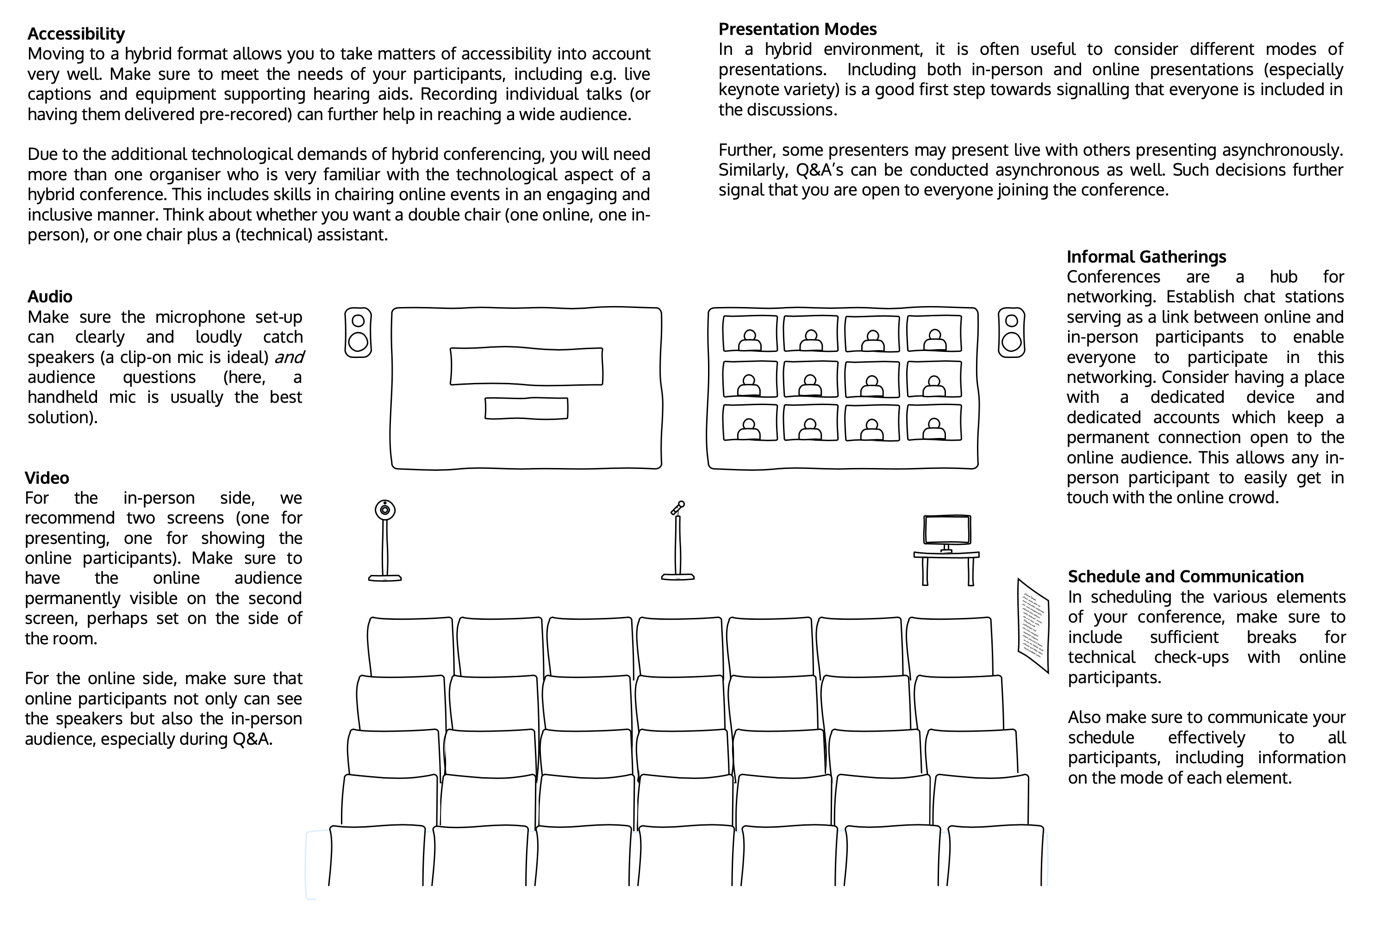 Accessibility
Moving to a hybrid format allows you to take matters of accessibility into account
very well. Make sure to meet the needs of your participants, including e.g. live
captions and equipment supporting hearing aids. Recording individual talks (or
having them delivered pre-recored) can further help in reaching a wide audience.
Due to the additional technological demands of hybrid conferencing, you will need
more than one organiser who is very familiar with the technological aspect of a
hybrid conference. This includes skills in chairing online events in an engaging and
inclusive manner. Think about whether you want a double chair (one online, one in-
person), or one chair plus a (technical) assistant.
Presentation Modes
In a hybrid environment, it is often useful to consider different modes of
presentations. Including both in-person and online presentations (especially
keynote variety) is a good first step towards signalling that everyone is included in
the discussions.
Further, some presenters may present live with others presenting asynchronously.
Similarly, Q&A's can be conducted asynchronous as well. Such decisions further
signal that you are open to everyone joining the conference.
Audio
Make sure the microphone set-up
can clearly and loudly catch
speakers (a clip-on mic is ideal) and
audience questions (here, a
handheld mic is usually the best
solution).
Video
For the in-person side, we
recommend two screens (one for
presenting, one for showing the
online participants). Make sure to
have the online audience
permanently visible on the second
screen, perhaps set on the side of
the room.
For the online side, make sure that
online participants not only can see
the speakers but also the in-person
audience, especially during Q&A.
Informal Gatherings
Conferences are a hub for
networking. Establish chat stations
serving as a link between online and
in-person participants to enable
everyone to participate in this
networking. Consider having a place
with a dedicated device and
dedicated accounts which keep a
permanent connection open to the
online audience. This allows any in-
person participant to easily get in
touch with the online crowd.
Schedule and Communication
In scheduling the various elements
of your conference, make sure to
include sufficient breaks for
technical check-ups with online
participants.
Also make sure to communicate your
schedule effectively to all
participants, including information
on the mode of each element.